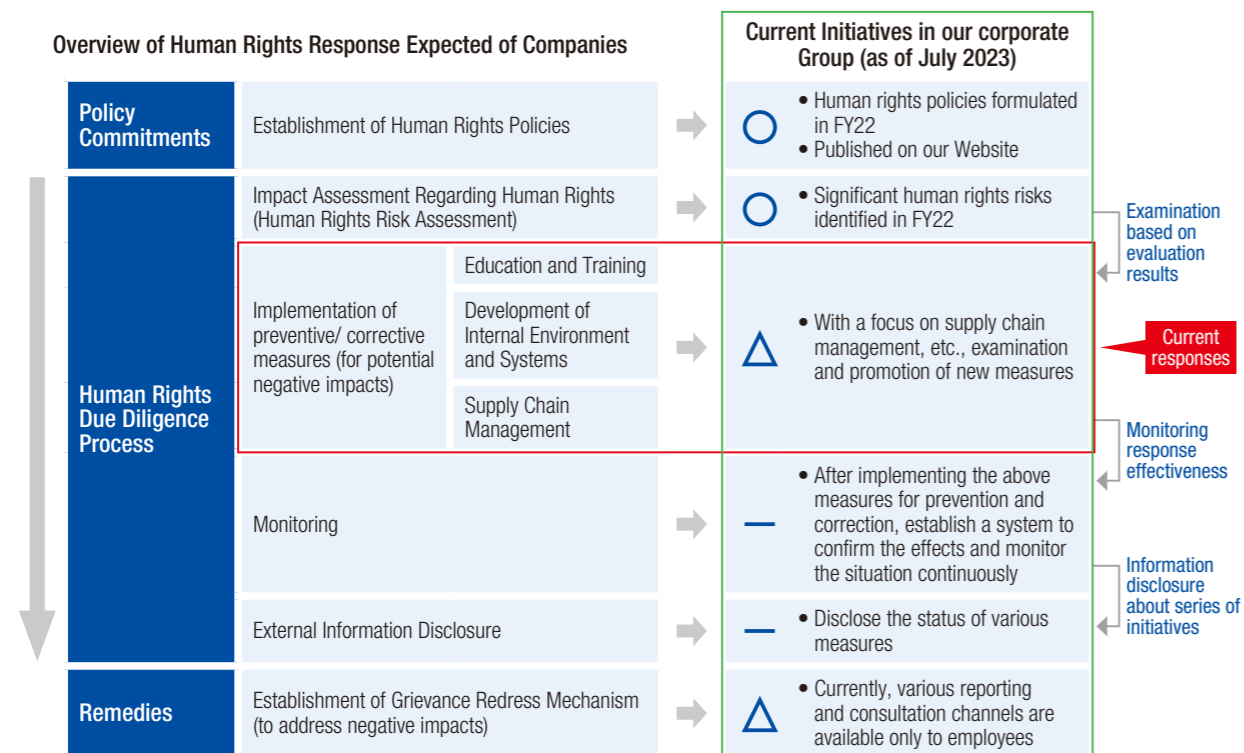 Overview of Human Rights Response Expected of Companies
Current Initiatives in our corporate
Group (as of July 2023)
Policy
Commitments
Establishment of Human Rights Policies
• Human rights policies formulated
in FY22
• Published on our Website
Human Rights
Due Diligence
Process
Impact Assessment Regarding Human Rights
(Human Rights Risk Assessment)
• Significant human rights risks
identified in FY22
Examination
based on
evaluation
results
Implementation of
preventive/ corrective
measures (for potential
negative impacts)
Education and Training
Development of
Internal Environment
and Systems
Supply Chain
Management
• With a focus on supply chain
management, etc., examination
and promotion of new measures
Current
responses
Monitoring
response
effectiveness
Monitoring
• After implementing the above
measures for prevention and
correction, establish a system to
confirm the effects and monitor
the situation continuously
Information
disclosure
about series of
initiatives
External Information Disclosure
• Disclose the status of various
measures
Remedies
Establishment of Grievance Redress Mechanism
(to address negative impacts)
• Currently, various reporting
and consultation channels are
available only to employees